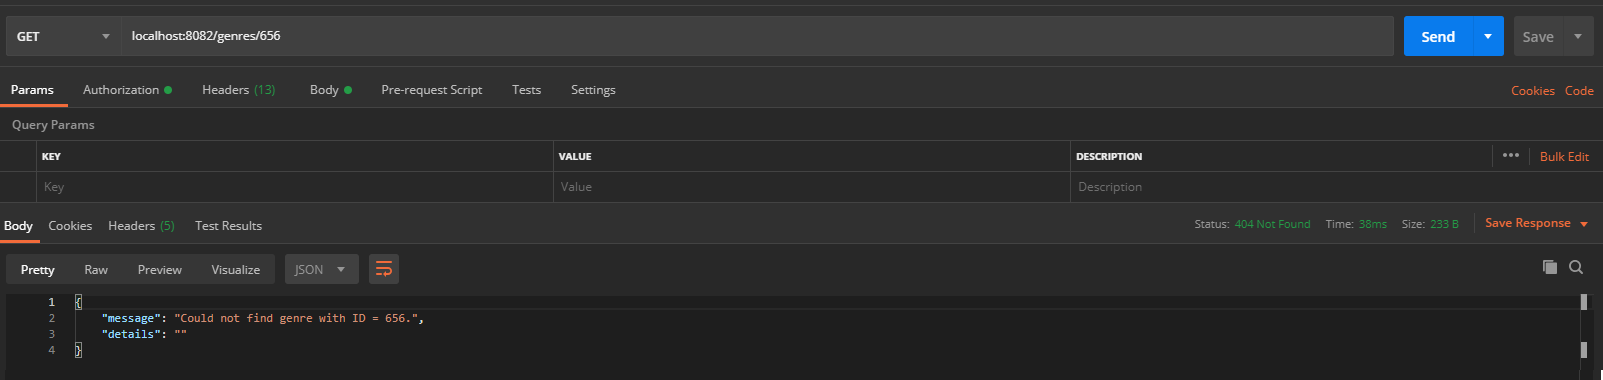 GET localhost:8082/genres/656 Send Save
Params Authorization Headers (13) Body Pre-request Script Tests Settings Cookies Code
Query Params
KEY VALUE DESCRIPTION ••• Bulk Edit
Key Value Description
Body Cookies Headers (5) Test Results Status: 404 Not Found Time: 38ms Size: 233 B Save Response
Pretty Raw Preview Visualize JSON
1 {
2 "message": "Could not find genre with ID = 656.",
3 "details": ""
4 }